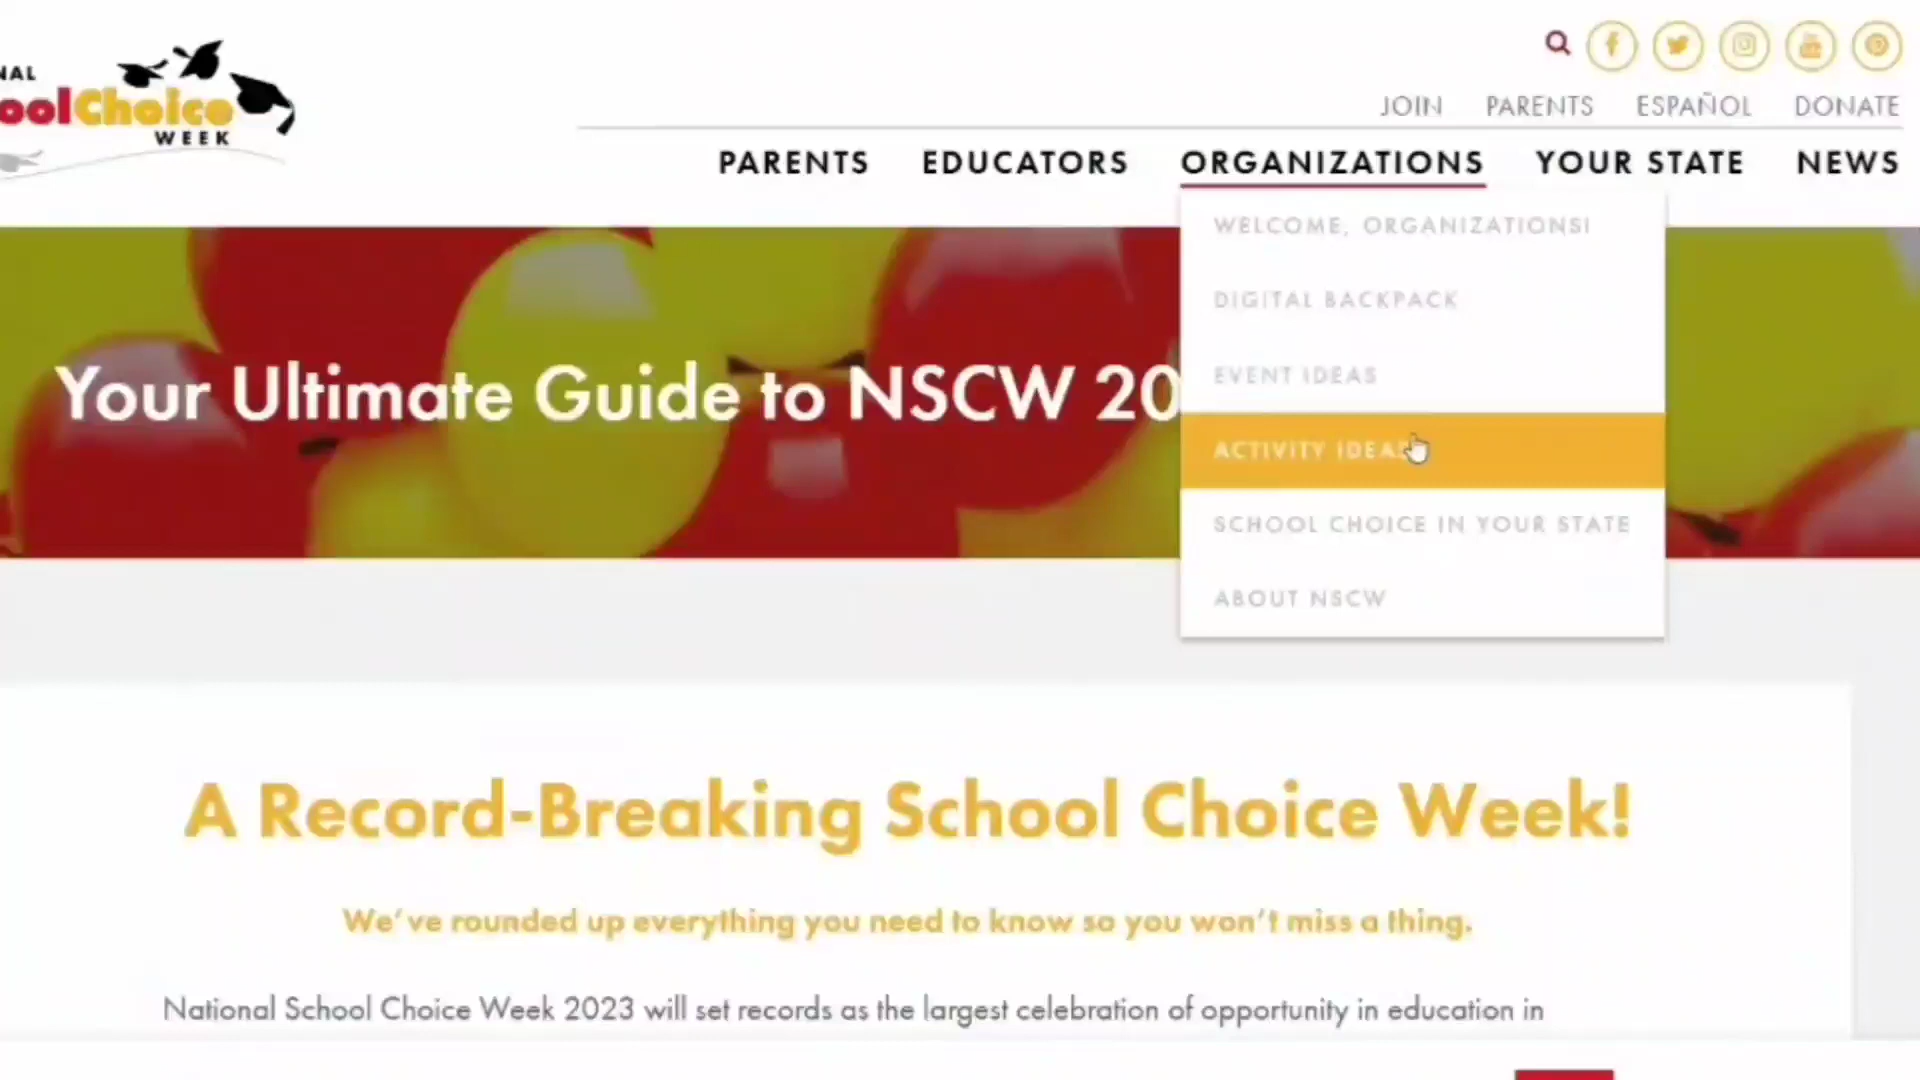 NAL
oolChoice
WEEK
JOIN PARENTS ESPAÑOL DONATE
PARENTS EDUCATORS ORGANIZATIONS YOUR STATE NEWS
WELCOME, ORGANIZATIONS!
DIGITAL BACKPACK
EVENT IDEAS
ACTIVITY IDEAS
SCHOOL CHOICE IN YOUR STATE
ABOUT NSCW
Your Ultimate Guide to NSCW 20
A Record-Breaking School Choice Week!
We've rounded up everything you need to know so you won't miss a thing.
National School Choice Week 2023 will set records as the largest celebration of opportunity in education in